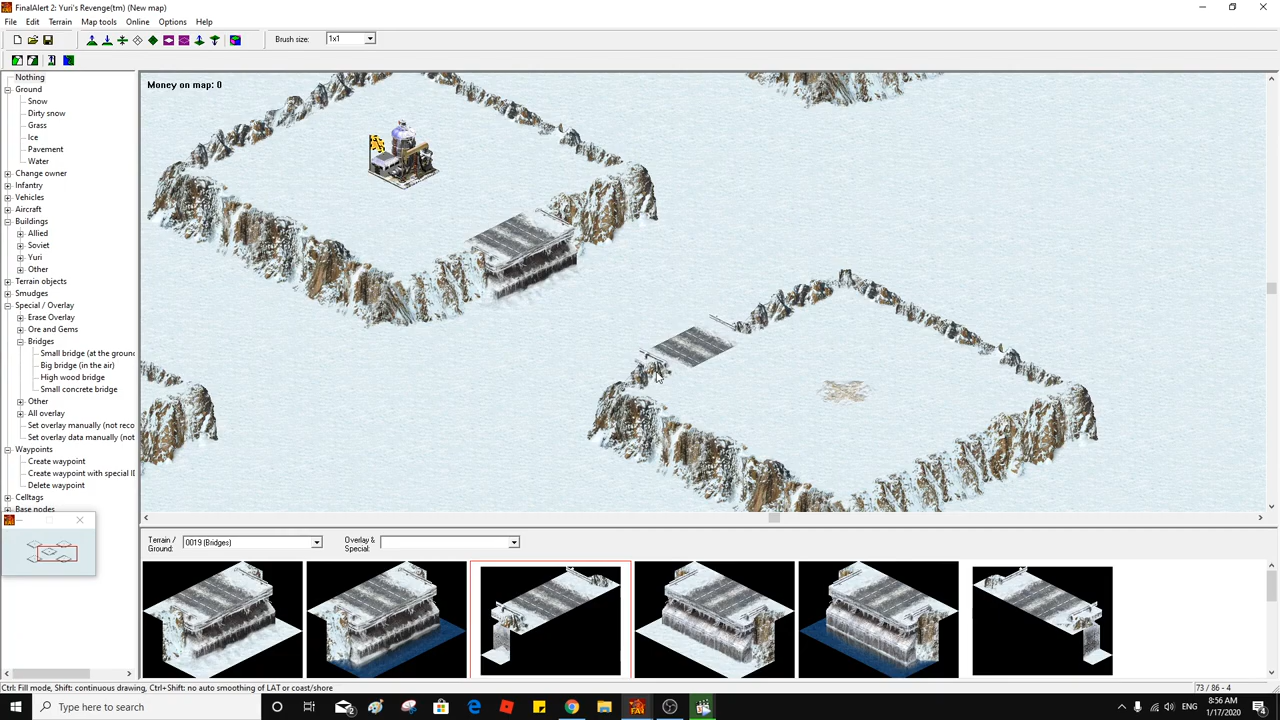 FinalAlert 2: Yuri's Revenge(tm) (New map)
File Edit Terrain Map tools Online Options Help
Brush size: 1x1
Nothing
Ground
Snow
Dirty snow
Grass
Ice
Pavement
Water
Change owner
Infantry
Vehicles
Aircraft
Buildings
Allied
Soviet
Yuri
Other
Terrain objects
Smudges
Special / Overlay
Erase Overlay
Ore and Gems
Bridges
Small bridge (at the groun
Big bridge (in the air)
High wood bridge
Small concrete bridge
Other
All overlay
Set overlay manually (not reco
Set overlay data manually (not
Waypoints
Create waypoint
Create waypoint with special I
Delete waypoint
Celltags
Base nodes
Money on map: 0
Terrain / Ground: 0019 (Bridges) Overlay & Special:
Ctrl: Fill mode, Shift: continuous drawing, Ctrl+Shift: no auto smoothing of LAT or coast/shore
73 / 86 - 4
Type here to search
8:56 AM
1/17/2020